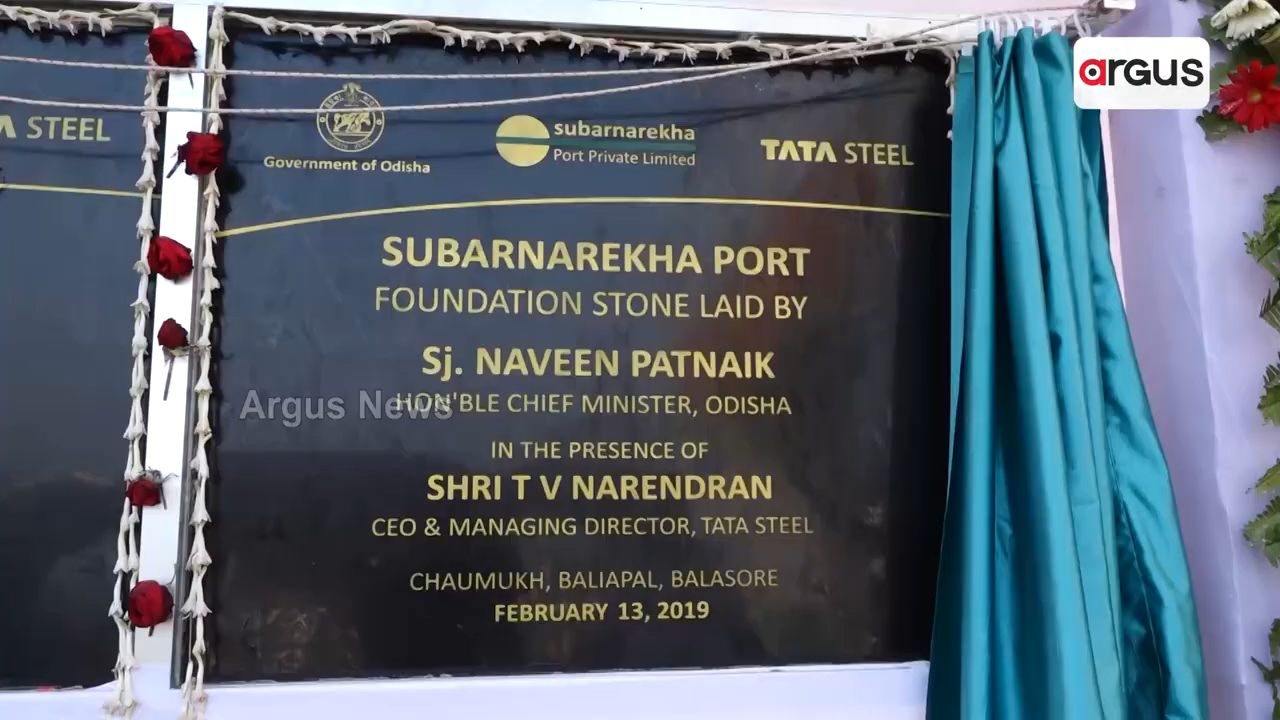 argus
TATA STEEL
Government of Odisha
subarnarekha
Port Private Limited
TATA STEEL
SUBARNAREKHA PORT
FOUNDATION STONE LAID BY
Sj. NAVEEN PATNAIK
HON'BLE CHIEF MINISTER, ODISHA
Argus News
IN THE PRESENCE OF
SHRI T V NARENDRAN
CEO & MANAGING DIRECTOR, TATA STEEL
CHAUMUKH, BALIAPAL, BALASORE
FEBRUARY 13, 2019